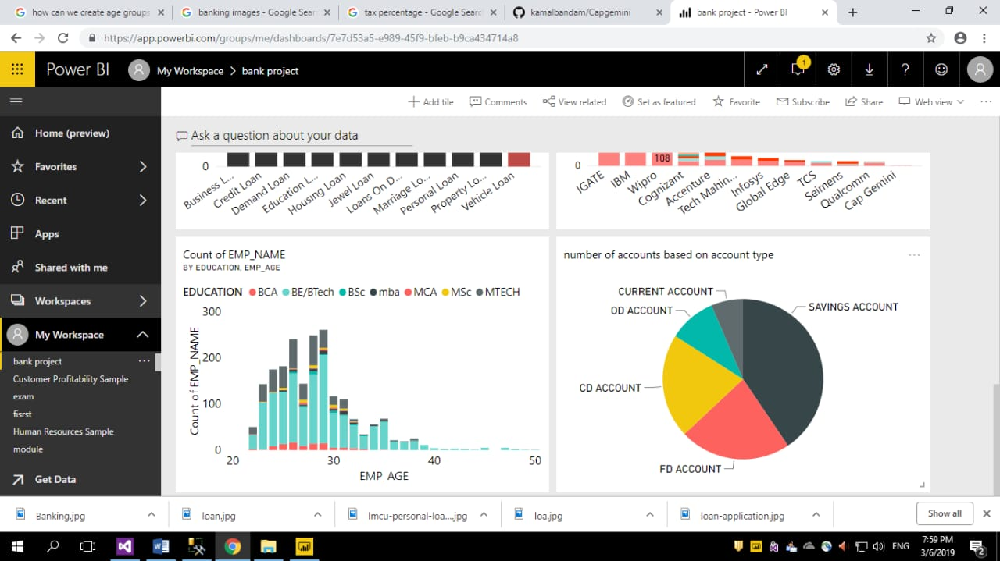 how can we create age groups
banking images - Google Sear
tax percentage - Google Searc
kamalbandam/Capgemini
bank project - Power BI
https://app.powerbi.com/groups/me/dashboards/7e7d53a5-e989-45f9-bfeb-b9ca434714a8
Power BI
My Workspace > bank project
1
Add tile
Comments
View related
Set as featured
Favorite
Subscribe
Share
Web view
Home (preview)
Favorites
Recent
Apps
Shared with me
Workspaces
My Workspace
bank project
Customer Profitability Sample
exam
fisrst
Human Resources Sample
module
Get Data
Ask a question about your data
0
Business L...
Credit Loan
Demand Loan
Education L...
Housing Loan
Jewel Loan
Loans On D...
Marriage Lo...
Personal Loan
Property Lo...
Vehicle Loan
108
0
IGATE
IBM
Wipro
Cognizant
Accenture
Tech Mahin...
Infosys
Global Edge
TCS
Seimens
Qualcomm
Cap Gemini
Count of EMP_NAME
BY EDUCATION, EMP_AGE
EDUCATION BCA BE/BTech BSc mba MCA MSc MTECH
Count of EMP_NAME
300
200
100
0
20 30 40 50
EMP_AGE
number of accounts based on account type
CURRENT ACCOUNT
OD ACCOUNT
SAVINGS ACCOUNT
CD ACCOUNT
FD ACCOUNT
Banking.jpg
loan.jpg
lmcu-personal-loa....jpg
loa.jpg
loan-application.jpg
Show all
ENG
7:59 PM
3/6/2019
2